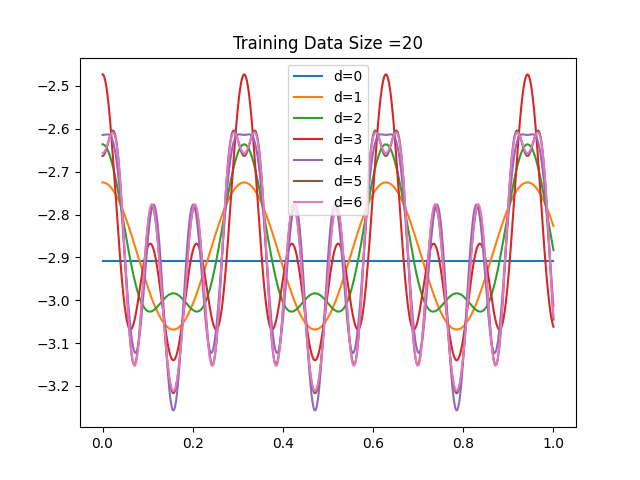 Training Data Size =20
d=0
d=1
d=2
d=3
d=4
d=5
d=6
−2.5
−2.6
−2.7
−2.8
−2.9
−3.0
−3.1
−3.2
0.0 0.2 0.4 0.6 0.8 1.0